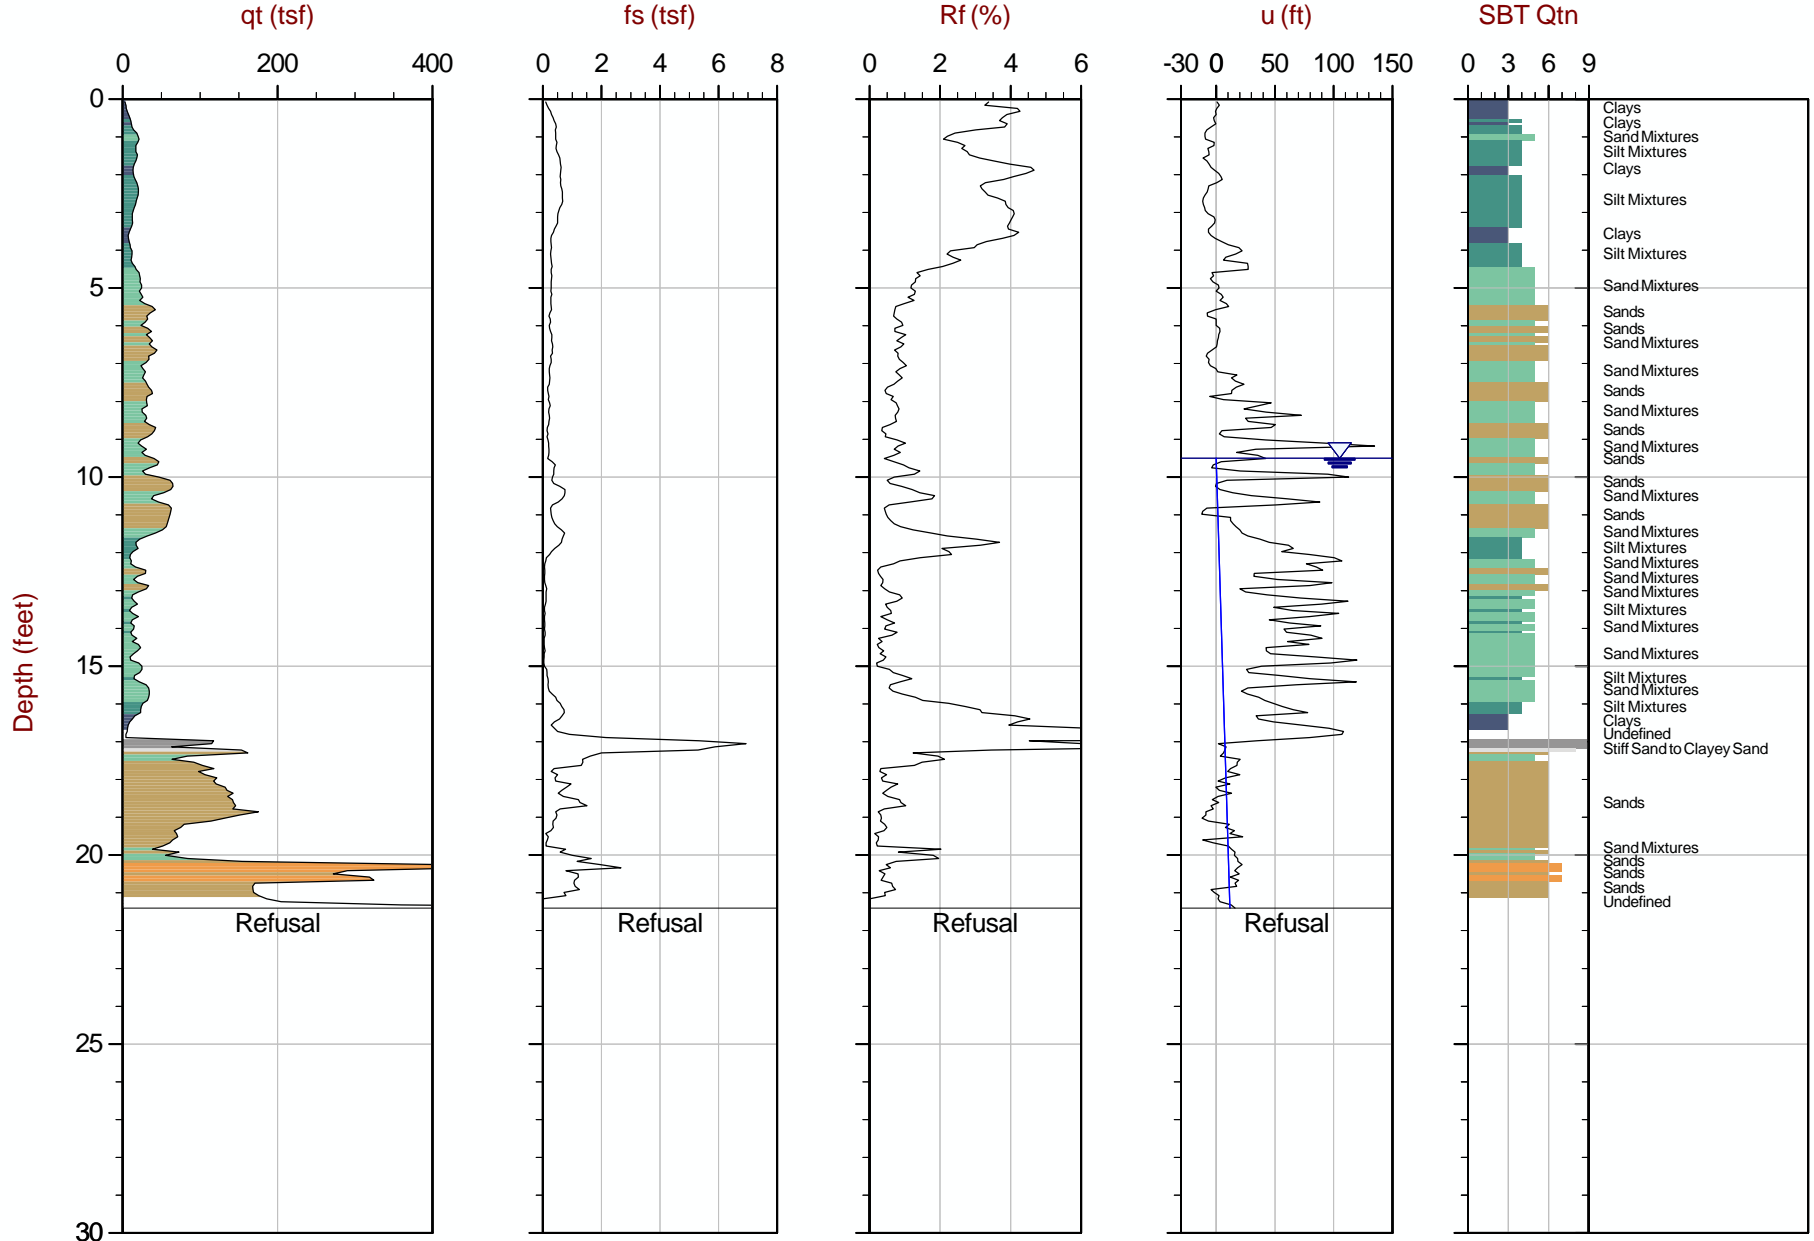 qt (tsf)
fs (tsf)
Rf (%)
u (ft)
SBT Qtn
0 200 400
0 2 4 6 8
0 2 4 6
-30 0 50 100 150
0 3 6 9
0
5
10
15
20
25
30
Depth (feet)
Clays
Clays
Sand Mixtures
Silt Mixtures
Clays
Silt Mixtures
Clays
Silt Mixtures
Sand Mixtures
Sands
Sands
Sand Mixtures
Sand Mixtures
Sands
Sand Mixtures
Sands
Sand Mixtures
Sands
Sands
Sand Mixtures
Sands
Sand Mixtures
Silt Mixtures
Sand Mixtures
Sand Mixtures
Sand Mixtures
Silt Mixtures
Sand Mixtures
Sand Mixtures
Silt Mixtures
Sand Mixtures
Silt Mixtures
Clays
Undefined
Stiff Sand to Clayey Sand
Sands
Sand Mixtures
Sands
Sands
Sands
Undefined
Refusal
Refusal
Refusal
Refusal